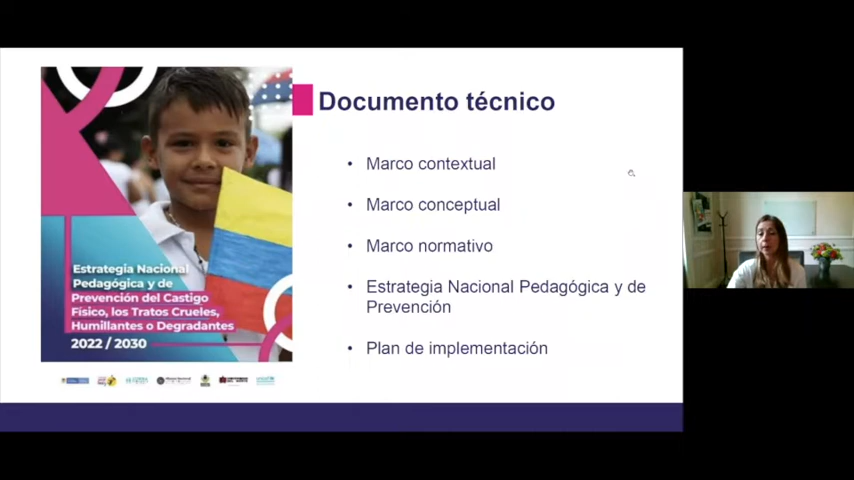 Documento técnico
• Marco contextual
• Marco conceptual
• Marco normativo
• Estrategia Nacional Pedagógica y de
Prevención
• Plan de implementación
Estrategia Nacional
Pedagógica y de
Prevención del Castigo
Físico, los Tratos Crueles,
Humillantes o Degradantes
2022 / 2030